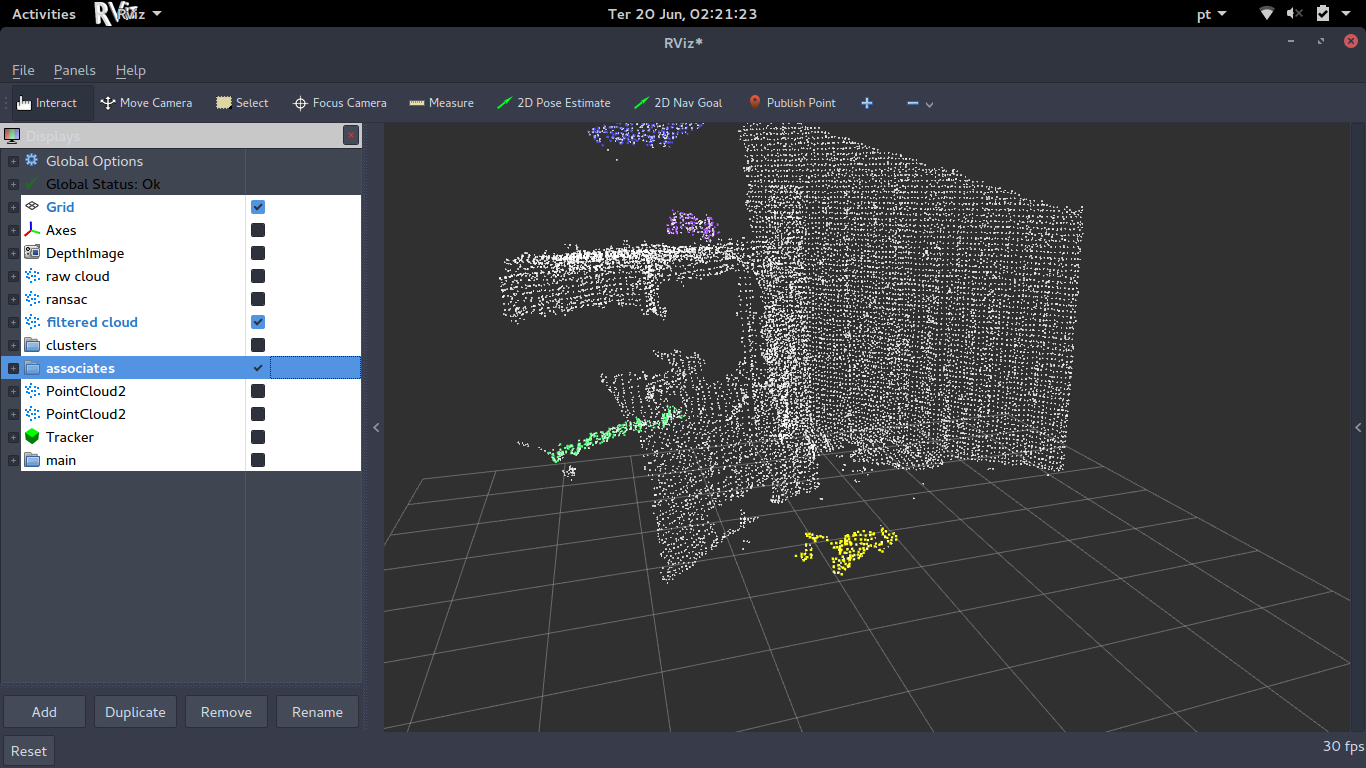 Activities RViz Ter 20 Jun, 02:21:23 pt
RViz*
File Panels Help
Interact Move Camera Select Focus Camera Measure 2D Pose Estimate 2D Nav Goal Publish Point
Displays
Global Options
Global Status: Ok
Grid
Axes
DepthImage
raw cloud
ransac
filtered cloud
clusters
associates
PointCloud2
PointCloud2
Tracker
main
Add Duplicate Remove Rename
Reset 30 fps